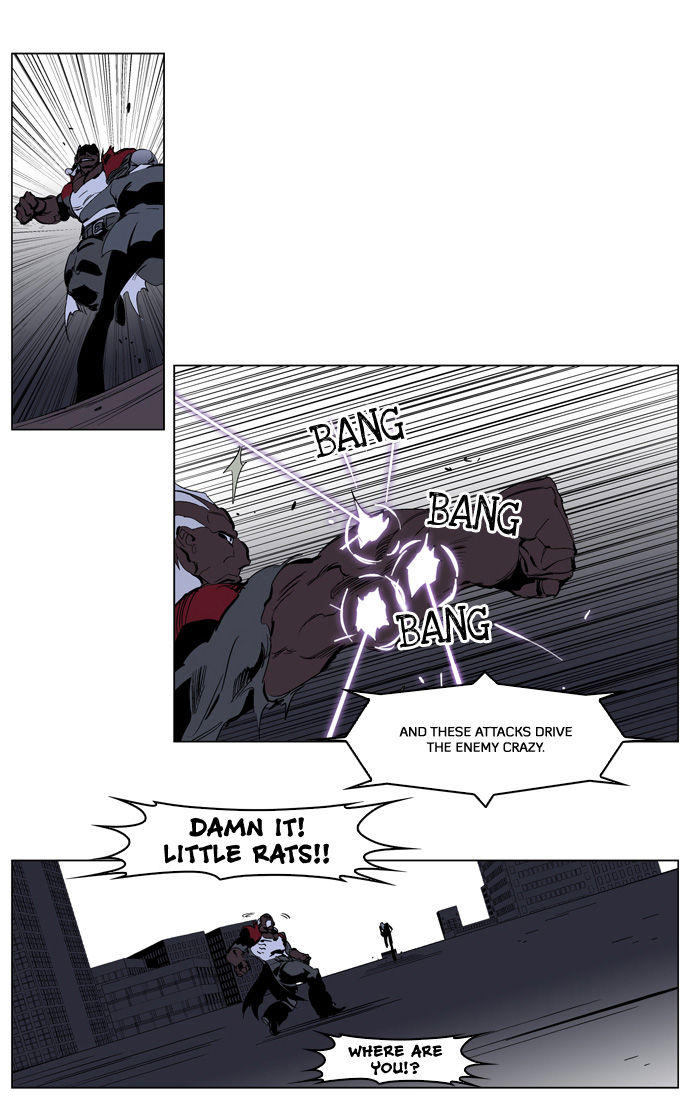 BANG
BANG
BANG
AND THESE ATTACKS DRIVE
THE ENEMY CRAZY.
DAMN IT!
LITTLE RATS!!
WHERE ARE
YOU!?